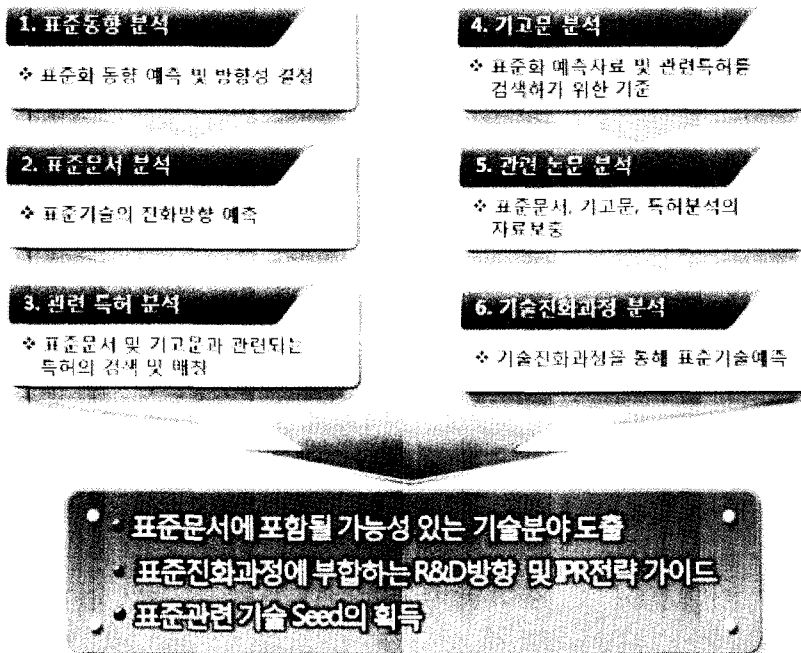 1. 표준동향 분석
❖ 표준화 동향 예측 및 방향성 결정
2. 표준문서 분석
❖ 표준기술의 진화방향 예측
3. 관련 특허 분석
❖ 표준문서 및 기고문과 관련되는
특허의 검색 및 매칭
4. 기고문 분석
❖ 표준화 예측자료 및 관련특허를
검색하기 위한 기준
5. 관련 논문 분석
❖ 표준문서, 기고문, 특허분석의
자료보충
6. 기술진화과정 분석
❖ 기술진화과정을 통해 표준기술예측
• 표준문서에 포함될 가능성 있는 기술분야 도출
• 표준진화과정에 부합하는 R&D방향 및 IPR전략 가이드
• 표준관련 기술 Seed의 획득